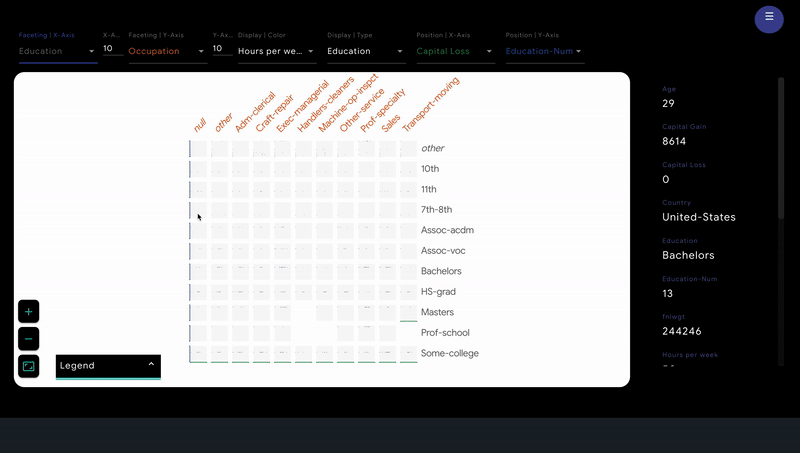 Faceting | X-Axis
X-A...
Faceting | Y-Axis
Y-Ax...
Display | Color
Display | Type
Position | X-Axis
Position | Y-Axis
Education
10
Occupation
10
Hours per we...
Education
Capital Loss
Education-Num
null
other
Adm-clerical
Craft-repair
Exec-managerial
Handlers-cleaners
Machine-op-inspct
Other-service
Prof-specialty
Sales
Transport-moving
other
10th
11th
7th-8th
Assoc-acdm
Assoc-voc
Bachelors
HS-grad
Masters
Prof-school
Some-college
Legend
Age
29
Capital Gain
8614
Capital Loss
0
Country
United-States
Education
Bachelors
Education-Num
13
fnlwgt
244246
Hours per week